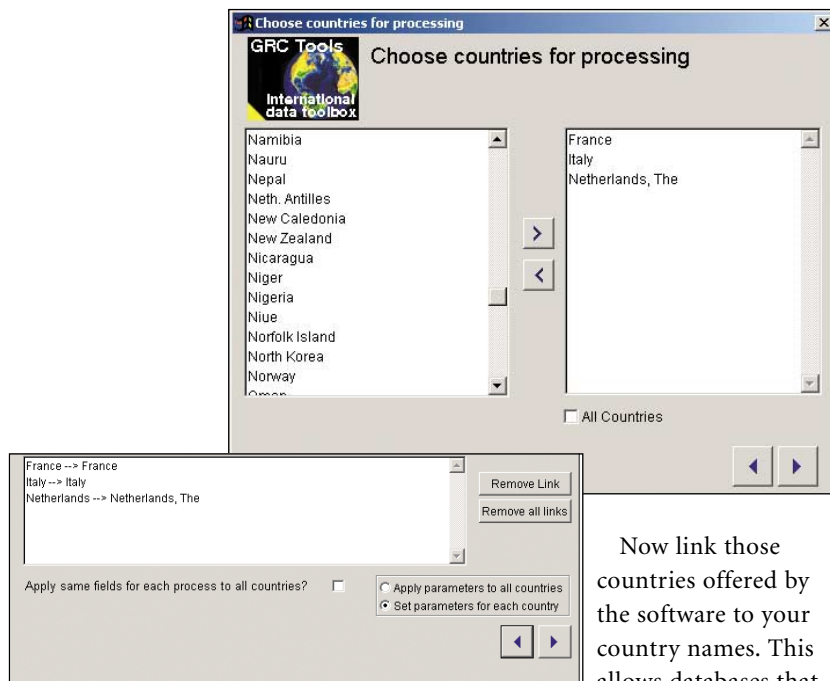 Choose countries for processing
GRC Tools
International
data toolbox
Choose countries for processing
Namibia
Nauru
Nepal
Neth. Antilles
New Caledonia
New Zealand
Nicaragua
Niger
Nigeria
Niue
Norfolk Island
North Korea
Norway
Oman
>
<
France
Italy
Netherlands, The
All Countries
France --> France
Italy --> Italy
Netherlands --> Netherlands, The
Remove Link
Remove all links
Apply same fields for each process to all countries?
Apply parameters to all countries
Set parameters for each country
Now link those
countries offered by
the software to your
country names. This
allows databases that